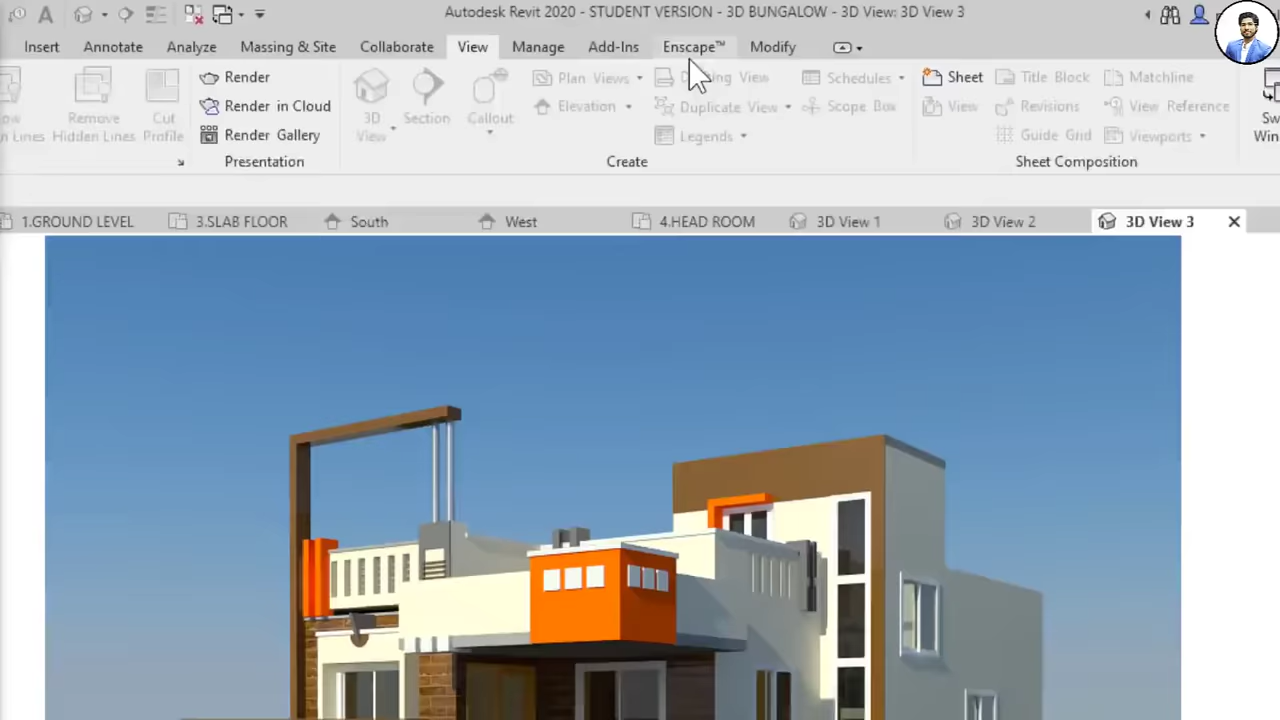 Autodesk Revit 2020 - STUDENT VERSION - 3D BUNGALOW - 3D View: 3D View 3
Insert Annotate Analyze Massing & Site Collaborate View Manage Add-Ins Enscape™ Modify
Remove Hidden Lines
Cut Profile
Render
Render in Cloud
Render Gallery
Presentation
3D View
Section
Callout
Plan Views
Elevation
View
Duplicate View
Legends
Schedules
Scope Box
Create
Sheet
View
Title Block
Revisions
Guide Grid
Matchline
View Reference
Viewports
Sheet Composition
1.GROUND LEVEL 3.SLAB FLOOR South West 4.HEAD ROOM 3D View 1 3D View 2 3D View 3